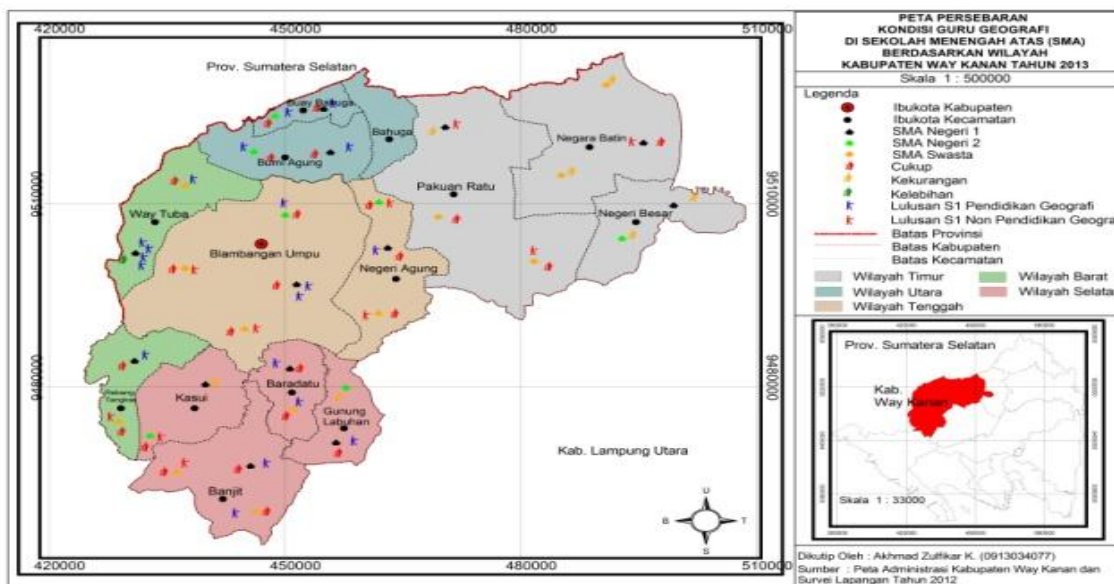 420000 450000 480000 510000
Prov. Sumatera Selatan
Buay Bahuga
Bahuga
Bumi Agung
Negara Batin
Pakuan Ratu
9510000 9510000
Way Tuba
Negeri Besar
Blambangan Umpu
Negeri Agung
9480000 9480000
Baradatu
Kasui
Gunung
Labuhan
Kab. Lampung Utara
Banjit
U
B T
S
420000 450000 480000 510000
PETA PERSEBARAN
KONDISI GURU GEOGRAFI
DI SEKOLAH MENENGAH ATAS (SMA)
BERDASARKAN WILAYAH
KABUPATEN WAY KANAN TAHUN 2013
Skala 1 : 500000
Legenda
Ibukota Kabupaten
Ibukota Kecamatan
SMA Negeri 1
SMA Negeri 2
SMA Swasta
Cukup
Kekurangan
Kelebihan
Lulusan S1 Pendidikan Geografi
Lulusan S1 Non Pendidikan Geogra
Batas Provinsi
Batas Kabupaten
Batas Kecamatan
Wilayah Timur Wilayah Barat
Wilayah Utara Wilayah Selata
Wilayah Tenggah
Prov. Sumatera Selatan
Kab.
Way Kanan
Skala 1 : 33000
Dikutip Oleh : Akhmad Zulfikar K. (0913034077)
Sumber : Peta Administrasi Kabupaten Way Kanan dan
Survei Lapangan Tahun 2012